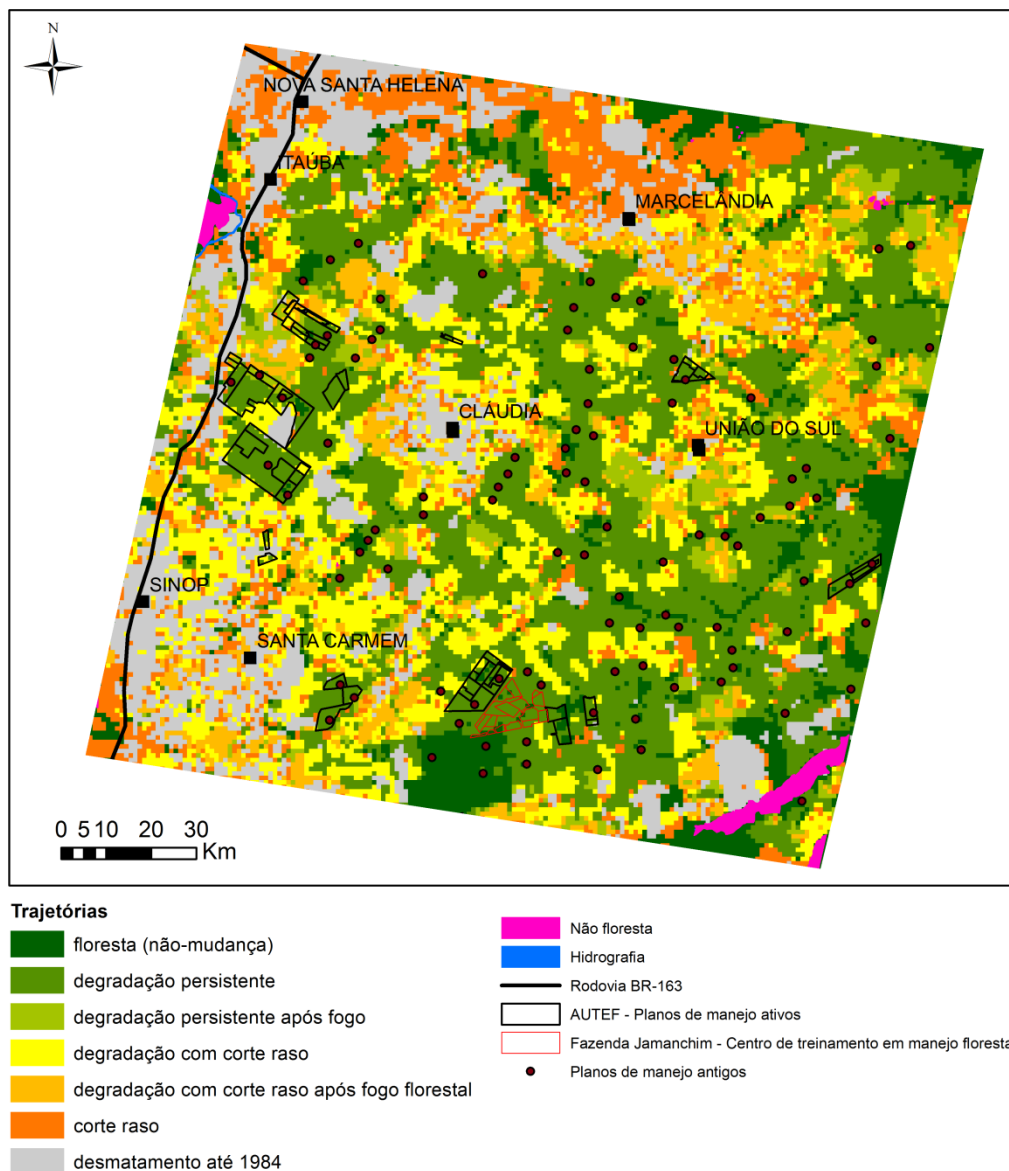 N
NOVA SANTA HELENA
ITAÚBA
MARCELÂNDIA
CLÁUDIA
UNIÃO DO SUL
SINOP
SANTA CARMEM
0 5 10 20 30
Km
Trajetórias
floresta (não-mudança)
degradação persistente
degradação persistente após fogo
degradação com corte raso
degradação com corte raso após fogo florestal
corte raso
desmatamento até 1984
Não floresta
Hidrografia
Rodovia BR-163
AUTEF - Planos de manejo ativos
Fazenda Jamanchim - Centro de treinamento em manejo floresta
Planos de manejo antigos